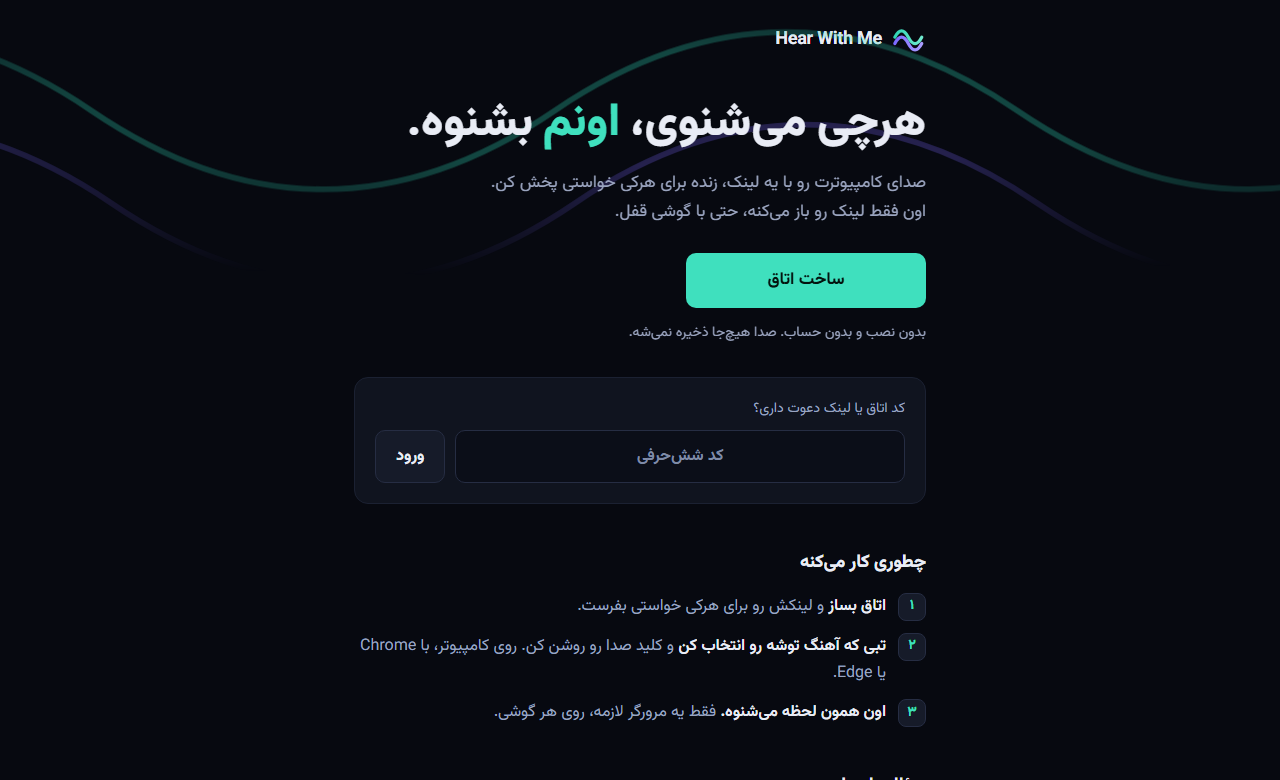 Hear With Me
هرچی می‌شنوی، اونم بشنوه.
صدای کامپیوترت رو با یه لینک، زنده برای هرکی خواستی پخش کن.
اون فقط لینک رو باز می‌کنه، حتی با گوشی قفل.
ساخت اتاق
بدون نصب و بدون حساب. صدا هیچ‌جا ذخیره نمی‌شه.
کد اتاق یا لینک دعوت داری؟
کد شش‌حرفی
ورود
چطوری کار می‌کنه
۱ اتاق بساز و لینکش رو برای هرکی خواستی بفرست.
۲ تبی که آهنگ توشه رو انتخاب کن و کلید صدا رو روشن کن. روی کامپیوتر، با Chrome
یا Edge.
۳ اون همون لحظه می‌شنوه. فقط یه مرورگر لازمه، روی هر گوشی.